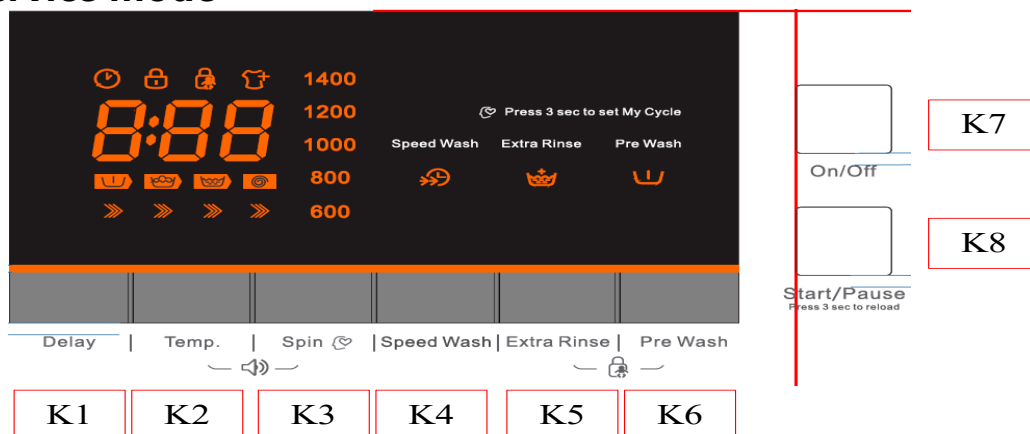 1400
8:88
1200
Press 3 sec to set My Cycle
1000
Speed Wash Extra Rinse Pre Wash
800
600
On/Off
K7
Start/Pause
Press 3 sec to reload
K8
Delay | Temp. | Spin | Speed Wash | Extra Rinse | Pre Wash
K1 K2 K3 K4 K5 K6